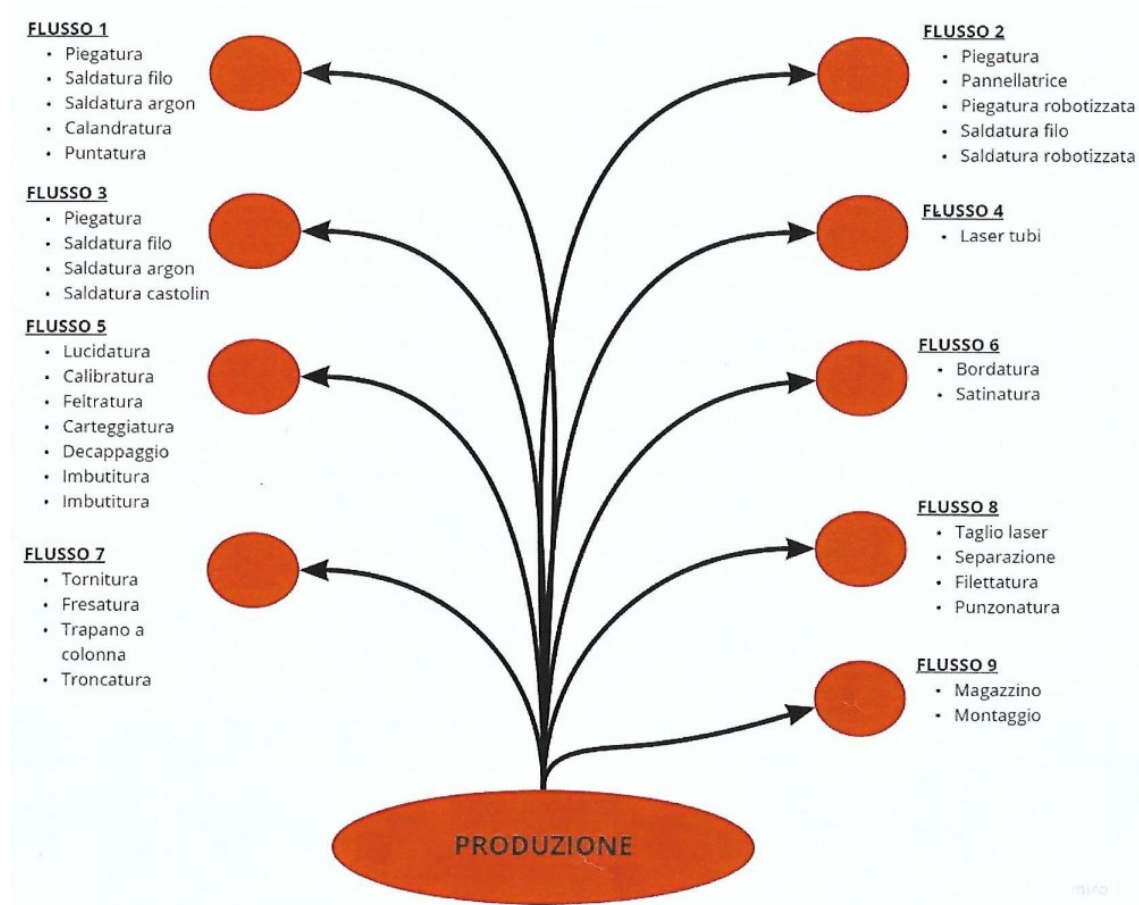 FLUSSO 1
• Piegatura
• Saldatura filo
• Saldatura argon
• Calandratura
• Puntatura
FLUSSO 2
• Piegatura
• Pannellatrice
• Piegatura robotizzata
• Saldatura filo
• Saldatura robotizzata
FLUSSO 3
• Piegatura
• Saldatura filo
• Saldatura argon
• Saldatura castolin
FLUSSO 4
• Laser tubi
FLUSSO 5
• Lucidatura
• Calibratura
• Feltratura
• Carteggiatura
• Decappaggio
• Imbutitura
• Imbutitura
FLUSSO 6
• Bordatura
• Satinatura
FLUSSO 7
• Tornitura
• Fresatura
• Trapano a
colonna
• Troncatura
FLUSSO 8
• Taglio laser
• Separazione
• Filettatura
• Punzonatura
FLUSSO 9
• Magazzino
• Montaggio
PRODUZIONE
miro